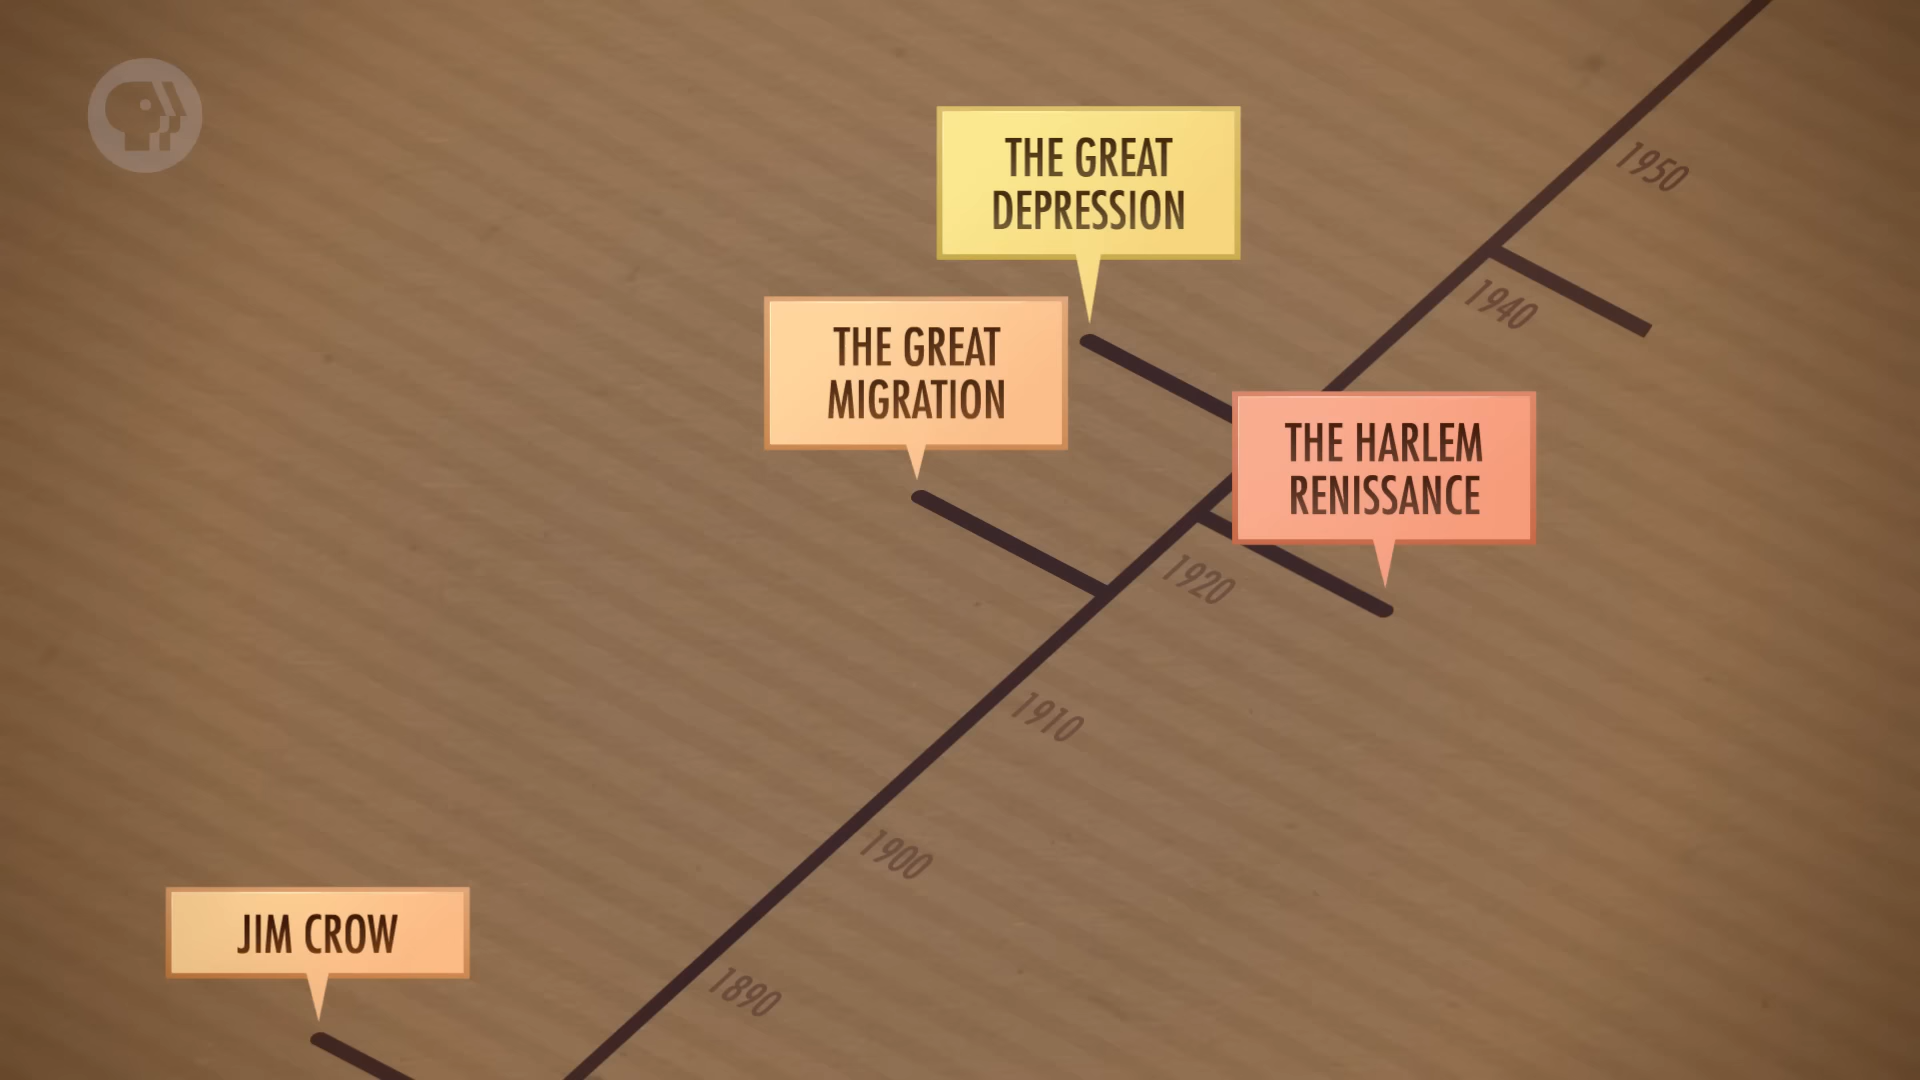 THE GREAT
DEPRESSION
1950
1940
THE GREAT
MIGRATION
THE HARLEM
RENISSANCE
1920
1910
1900
JIM CROW
1890